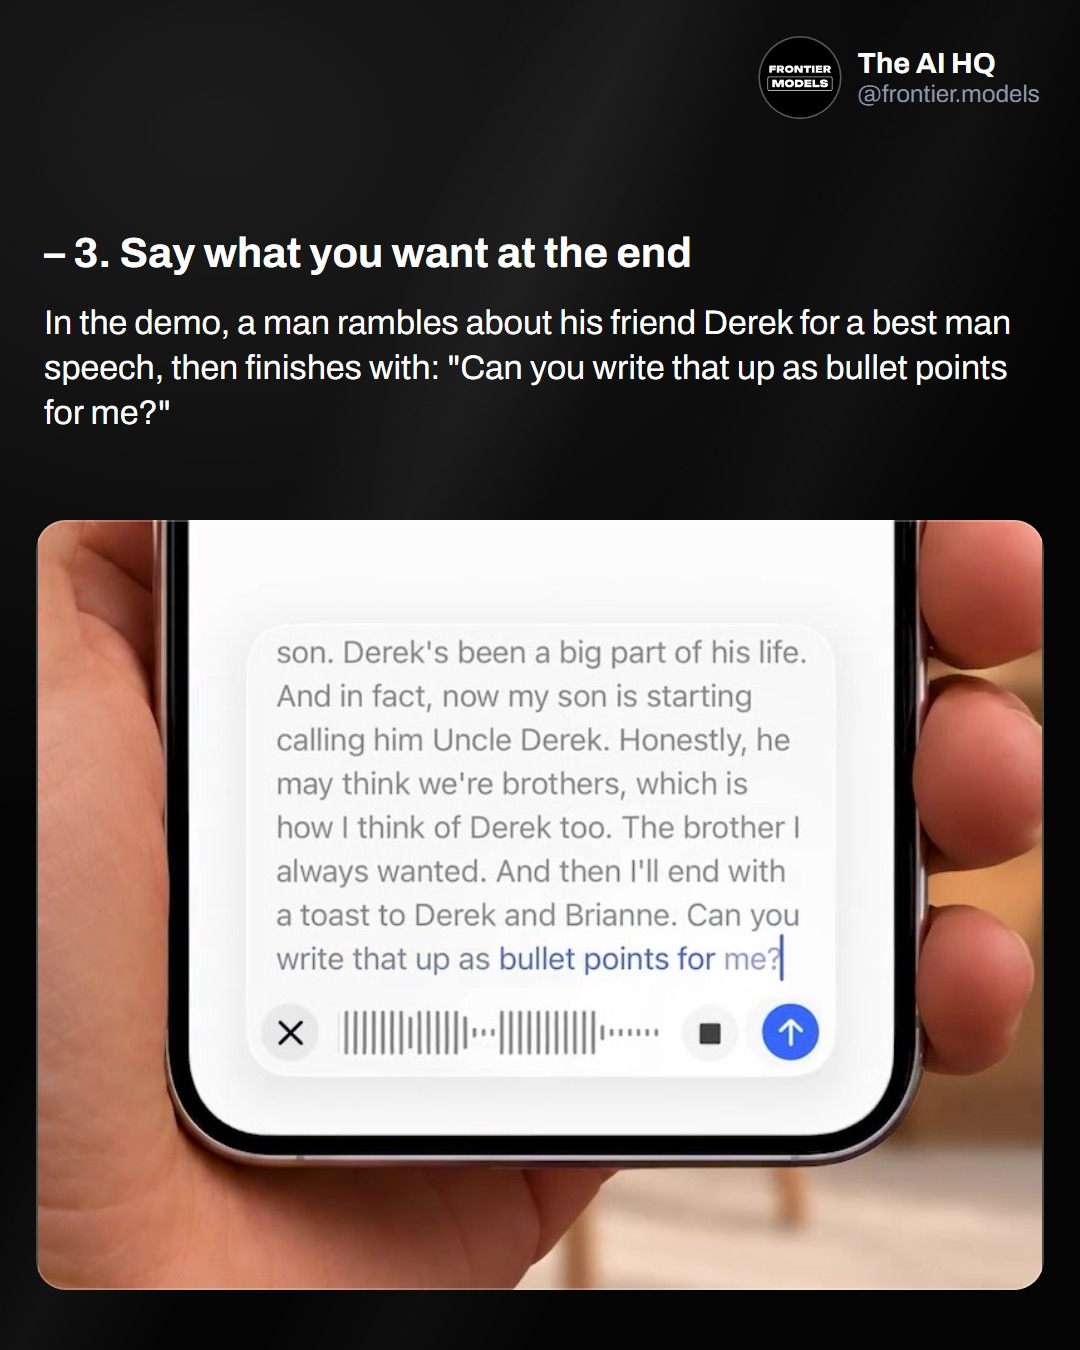 FRONTIER
MODELS
The AI HQ
@frontier.models
– 3. Say what you want at the end
In the demo, a man rambles about his friend Derek for a best man
speech, then finishes with: "Can you write that up as bullet points
for me?"
son. Derek's been a big part of his life.
And in fact, now my son is starting
calling him Uncle Derek. Honestly, he
may think we're brothers, which is
how I think of Derek too. The brother I
always wanted. And then I'll end with
a toast to Derek and Brianne. Can you
write that up as bullet points for me?